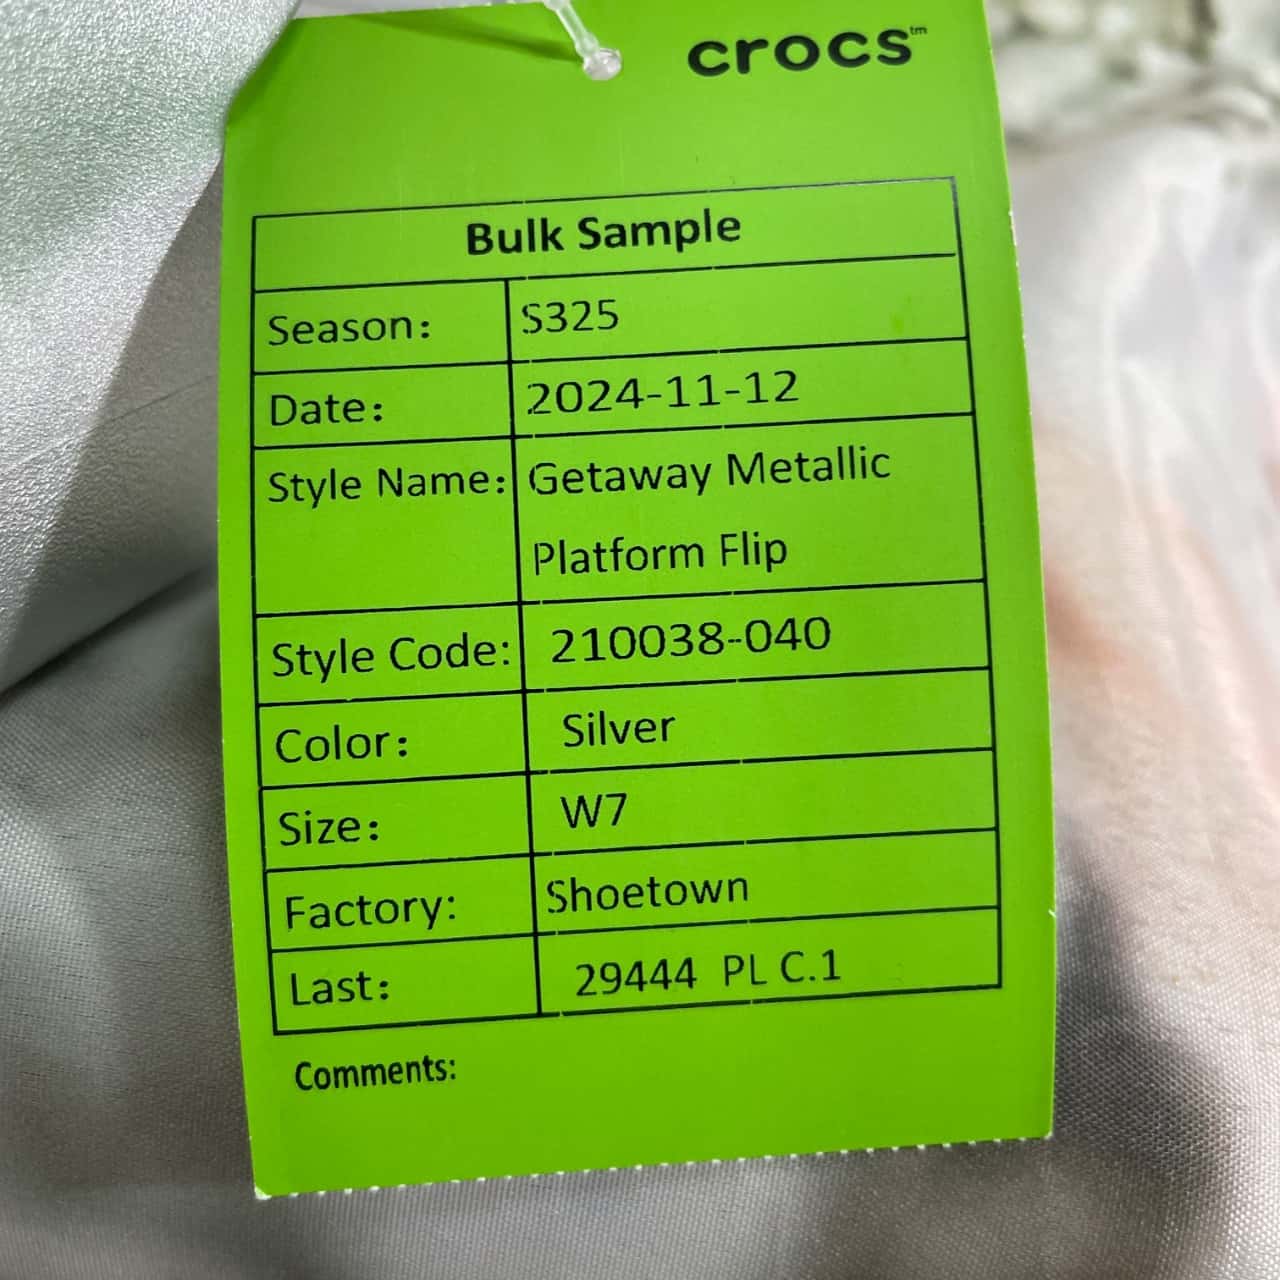 crocs™
Bulk Sample
Season: S325
Date: 2024-11-12
Style Name: Getaway Metallic
Platform Flip
Style Code: 210038-040
Color: Silver
Size: W7
Factory: Shoetown
Last: 29444 PL C.1
Comments: